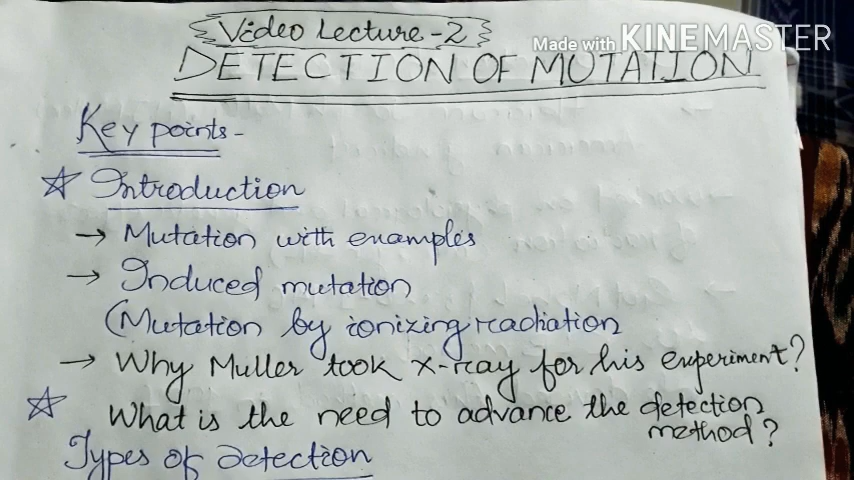 Video Lecture-2
Made with KINEMASTER
DETECTION OF MUTATION
Key points-
☆ Introduction
→ Mutation with examples
→ Induced mutation
(Mutation by ionizing radiation
→ Why Muller took X-ray for his experiment?
☆ What is the need to advance the detection
method?
Types of detection